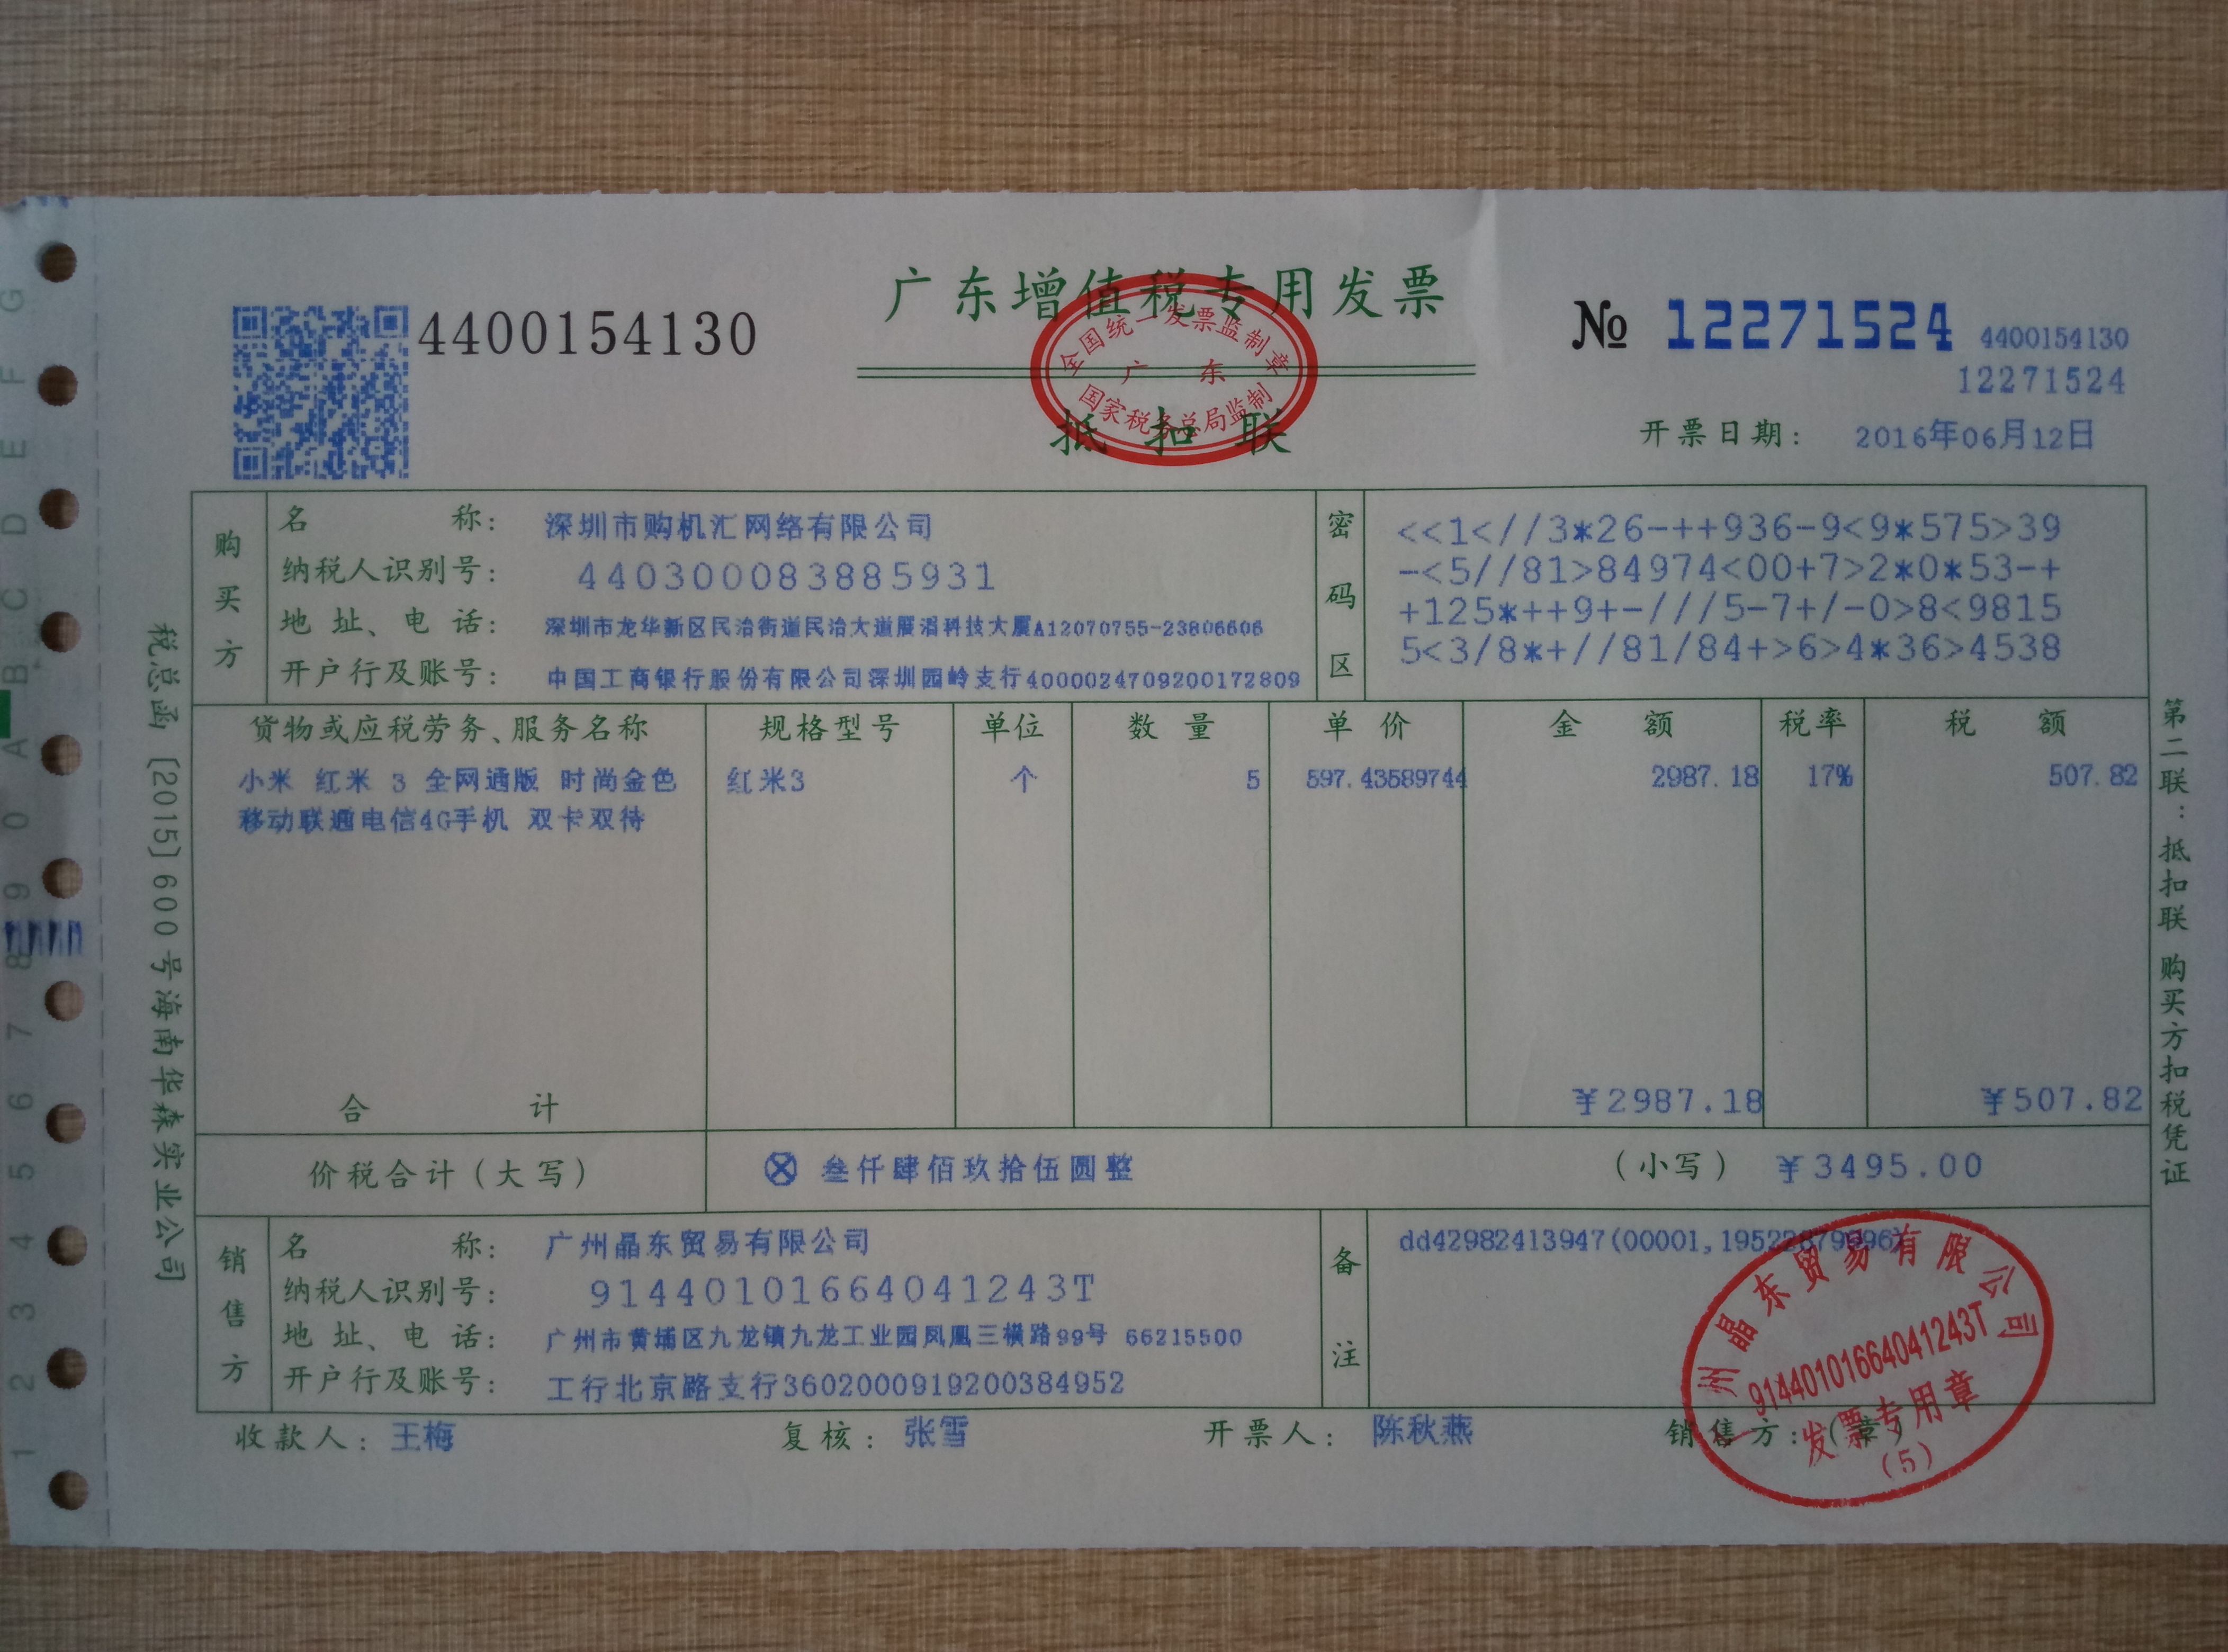 广东增值税专用发票
4400154130
№ 12271524
4400154130
12271524
全国统一发票监制章
广 东
国家税务总局监制
抵 扣 联
开票日期: 2016年06月12日
购买方
名 称: 深圳市购机汇网络有限公司
纳税人识别号: 440300083885931
地 址、电 话: 深圳市龙华新区民治街道民治大道展滔科技大厦A12070755-23806606
开户行及账号: 中国工商银行股份有限公司深圳园岭支行4000024709200172809
密码区
<<1<//3*26-++936-9<9*575>39
-<5//81>84974<00+7>2*0*53-+
+125*++9+-///5-7+/-0>8<9815
5<3/8*+//81/84+>6>4*36>4538
货物或应税劳务、服务名称 规格型号 单位 数 量 单 价 金 额 税率 税 额
小米 红米 3 全网通版 时尚金色 红米3 个 5 597.43589744 2987.18 17% 507.82
移动联通电信4G手机 双卡双待
合 计 ¥2987.18 ¥507.82
价税合计(大写) ⊗ 叁仟肆佰玖拾伍圆整 (小写) ¥3495.00
销售方
名 称: 广州晶东贸易有限公司
纳税人识别号: 91440101664041243T
地 址、电 话: 广州市黄埔区九龙镇九龙工业园凤凰三横路99号 66215500
开户行及账号: 工行北京路支行3602000919200384952
备注
dd42982413947(00001,19522879996)
收款人: 王梅 复核: 张雪 开票人: 陈秋燕 销售方:(章)
州晶东贸易有限公司
91440101664041243T
发票专用章
(5)
税总函[2015]600号海南华森实业公司
第二联:抵扣联 购买方扣税凭证
G F E D C B A 0 9 8 7 6 5 4 3 2 1